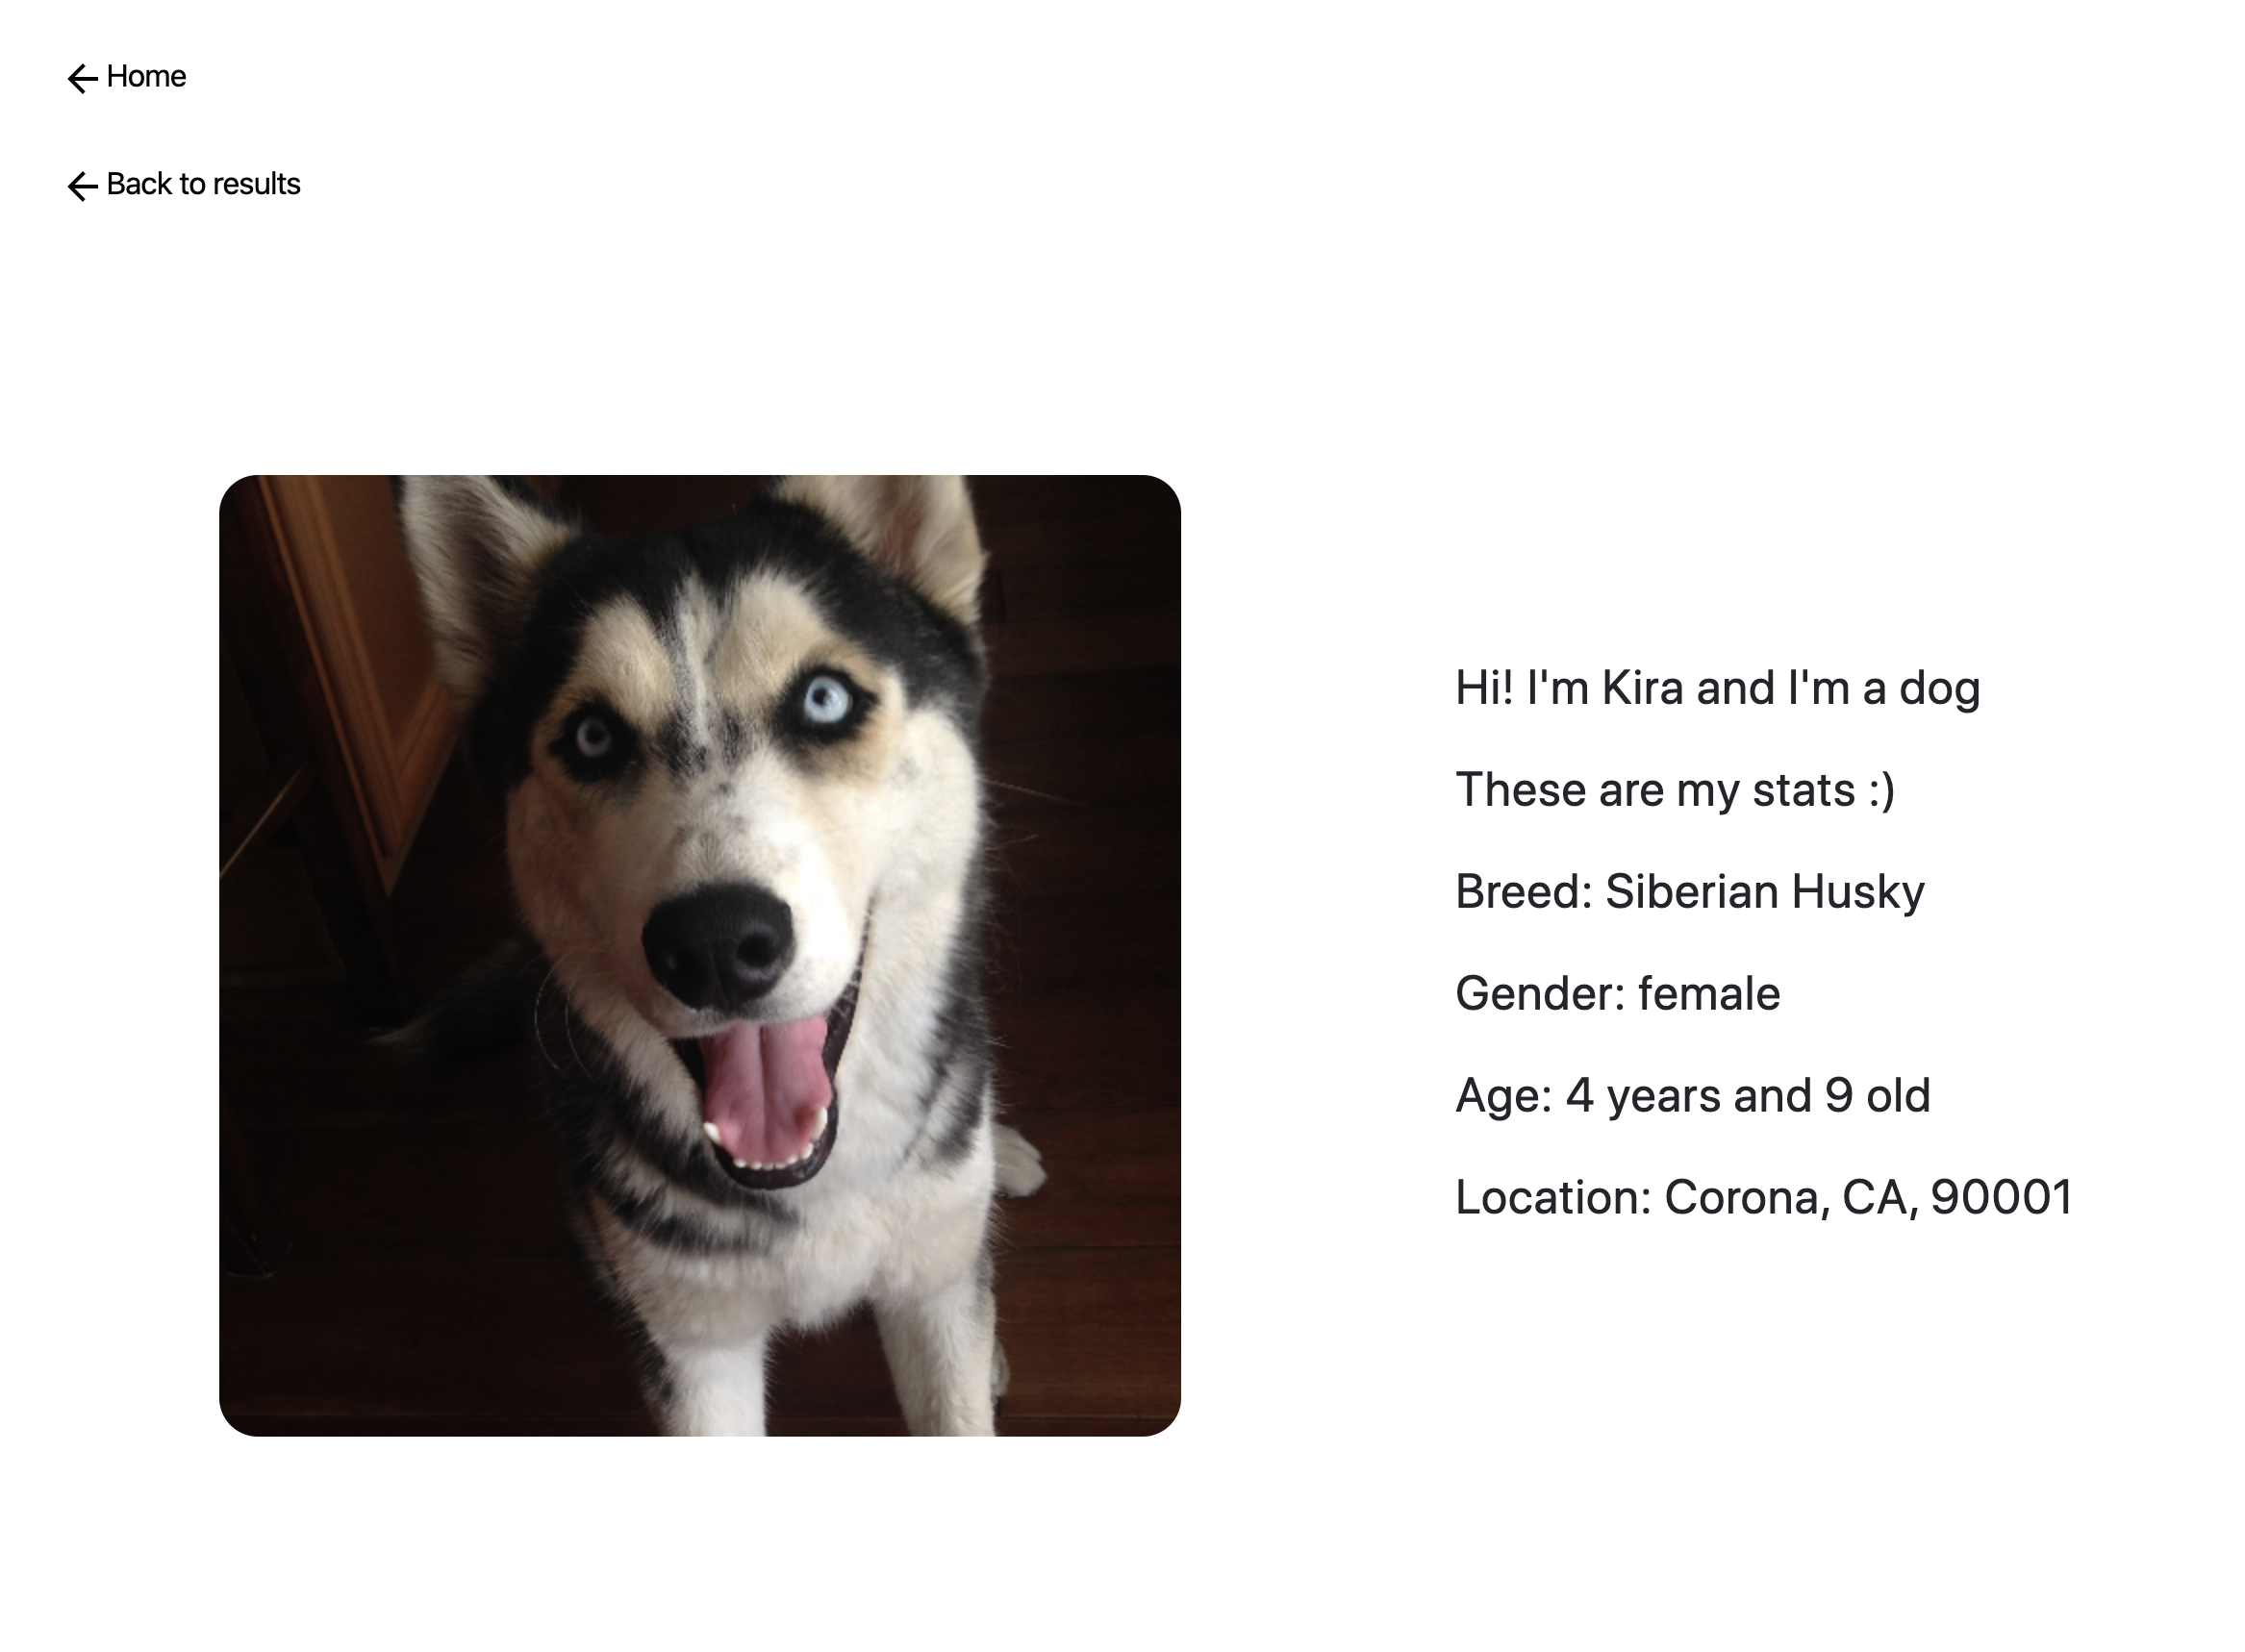 Home
Back to results
Hi! I'm Kira and I'm a dog
These are my stats :)
Breed: Siberian Husky
Gender: female
Age: 4 years and 9 old
Location: Corona, CA, 90001